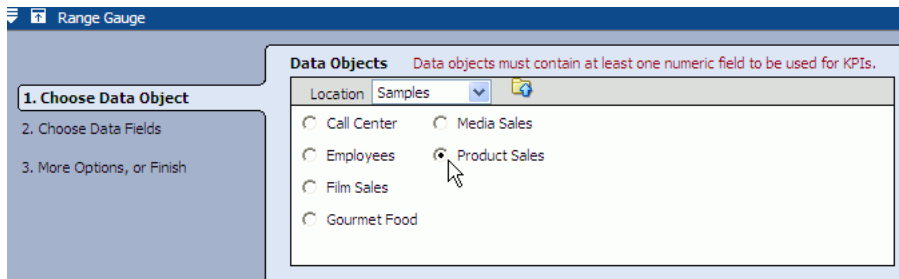 Range Gauge
Data Objects Data objects must contain at least one numeric field to be used for KPIs.
Location Samples
1. Choose Data Object
2. Choose Data Fields
3. More Options, or Finish
Call Center Media Sales
Employees Product Sales
Film Sales
Gourmet Food